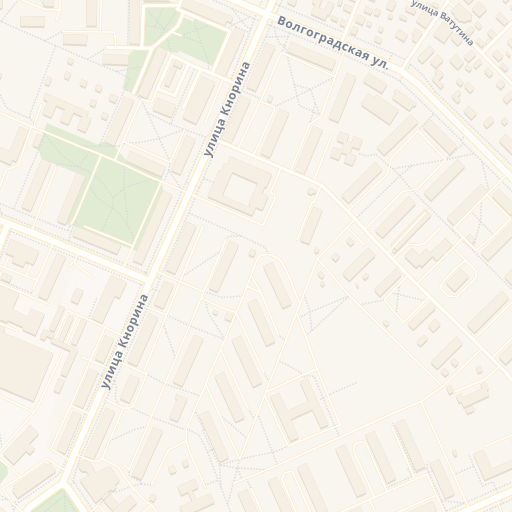 улица Ватутина
Волгоградская ул.
улица Кнорина
улица Кнорина